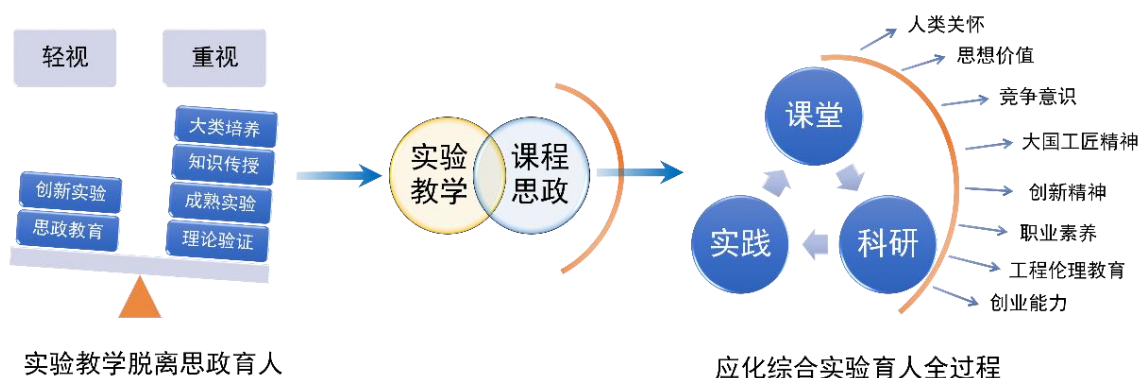 轻视
重视
大类培养
知识传授
成熟实验
理论验证
创新实验
思政教育
实验教学脱离思政育人
实验
教学
课程
思政
课堂
实践
科研
人类关怀
思想价值
竞争意识
大国工匠精神
创新精神
职业素养
工程伦理教育
创业能力
应化综合实验育人全过程